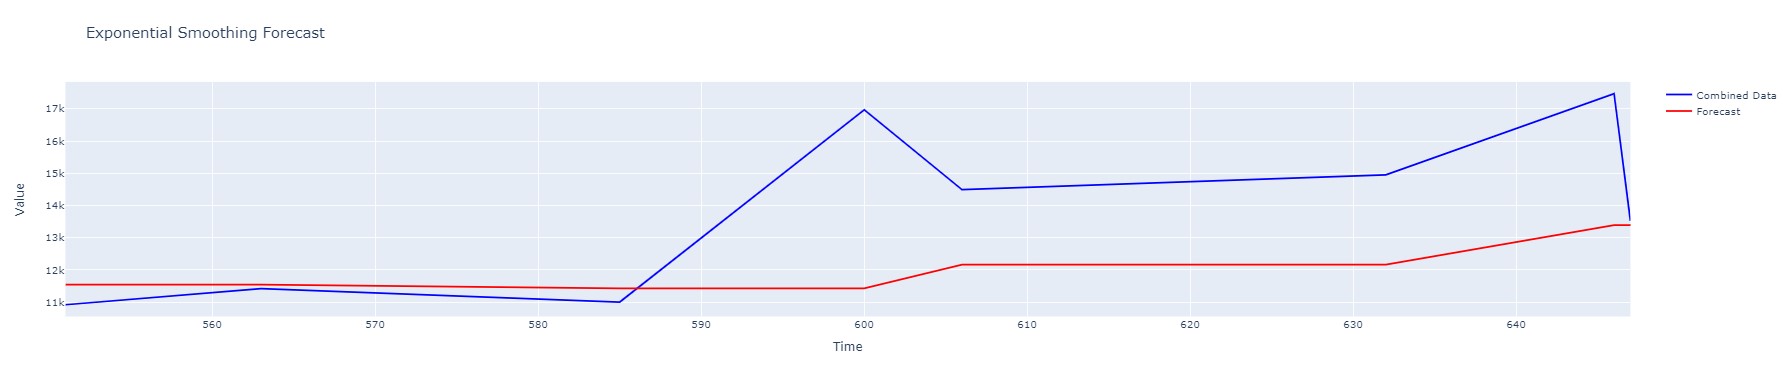 Exponential Smoothing Forecast
Combined Data
Forecast
17k
16k
15k
14k
13k
12k
11k
Value
560 570 580 590 600 610 620 630 640
Time